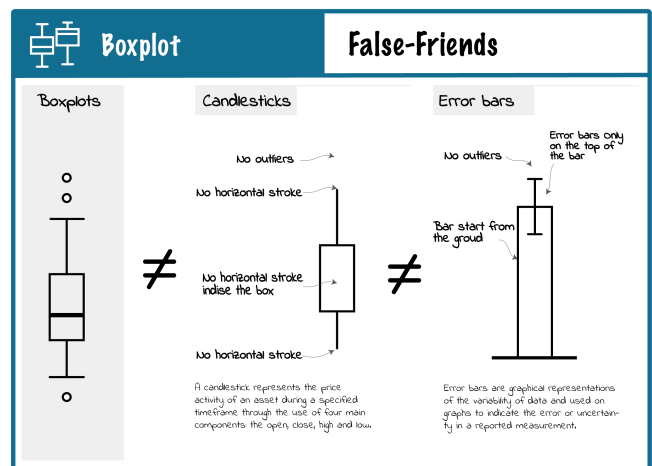 Boxplot
False-Friends
Boxplots
Candlesticks
No outliers
No horizontal stroke
No horizontal stroke
indise the box
No horizontal stroke
A candlestick represents the price
activity of an asset during a specified
timeframe through the use of four main
components: the open, close, high and low.
Error bars
Error bars only
on the top of
the bar
No outliers
Bar start from
the groud
Error bars are graphical representations
of the variability of data and used on
graphs to indicate the error or uncertain-
ty in a reported measurement.